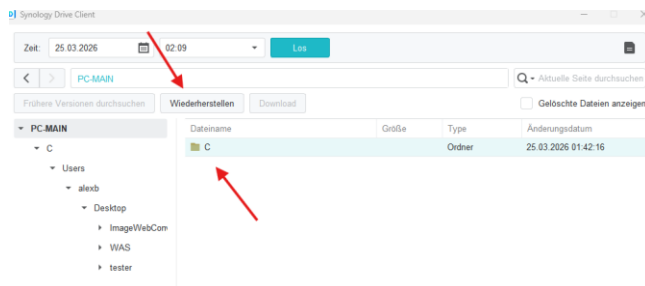 Synology Drive Client
Zeit: 25.03.2026 02:09 Los
PC-MAIN Aktuelle Seite durchsuchen
Frühere Versionen durchsuchen Wiederherstellen Download Gelöschte Dateien anzeigen
PC-MAIN Dateiname Größe Type Änderungsdatum
C C Ordner 25.03.2026 01:42:16
Users
alexb
Desktop
ImageWebCon
WAS
tester